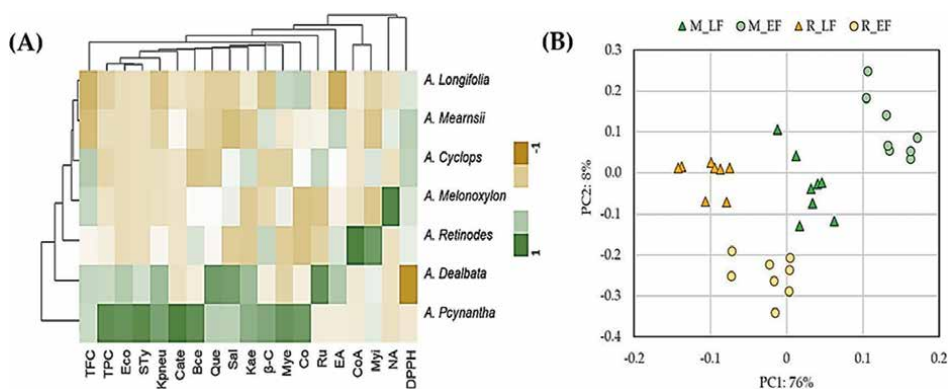 (A)
A. Longifolia
A. Mearnsii
A. Cyclops
A. Melonoxylon
A. Retinodes
A. Dealbata
A. Pcynantha
-1
1
TFC TPC Eco STy Kpneu Cate Bce Que Sal Kae β-C Mye Co Ru EA CoA Myi NA DPPH
(B)
M_LF M_EF R_LF R_EF
0.3
0.2
0.1
0.0
-0.1
-0.2
-0.3
-0.4
PC2: 8%
-0.2 -0.1 0 0.1 0.2
PC1: 76%